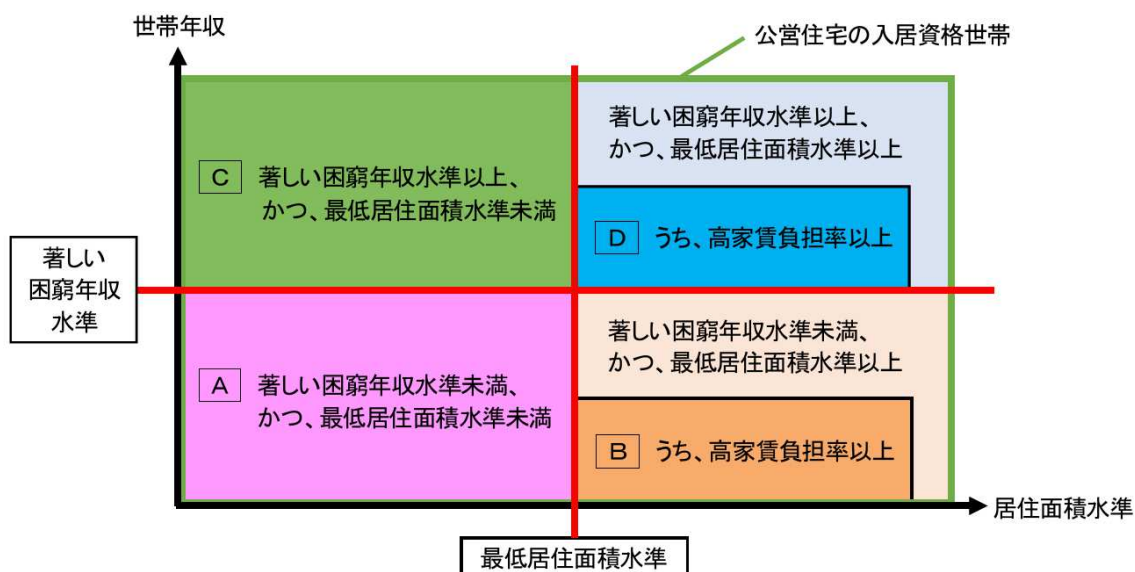 世帯年収
公営住宅の入居資格世帯
著しい困窮年収水準以上、
かつ、最低居住面積水準以上
C 著しい困窮年収水準以上、
かつ、最低居住面積水準未満
D うち、高家賃負担率以上
著しい
困窮年収
水準
著しい困窮年収水準未満、
かつ、最低居住面積水準以上
A 著しい困窮年収水準未満、
かつ、最低居住面積水準未満
B うち、高家賃負担率以上
居住面積水準
最低居住面積水準